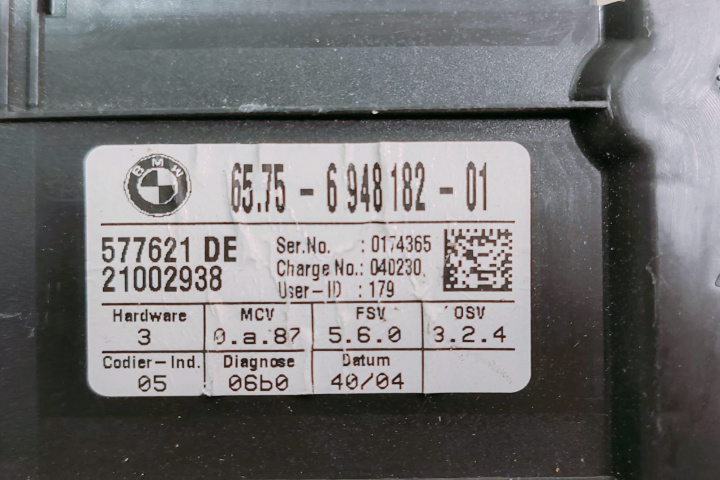 BMW
65.75 - 6 948 182 - 01
577621 DE
21002938
Ser.No. : 0174365
Charge No.: 040230
User-ID : 179
Hardware MCV FSV OSV
3 0.a.87 5.6.0 3.2.4
Codier-Ind. Diagnose Datum
05 06b0 40/04